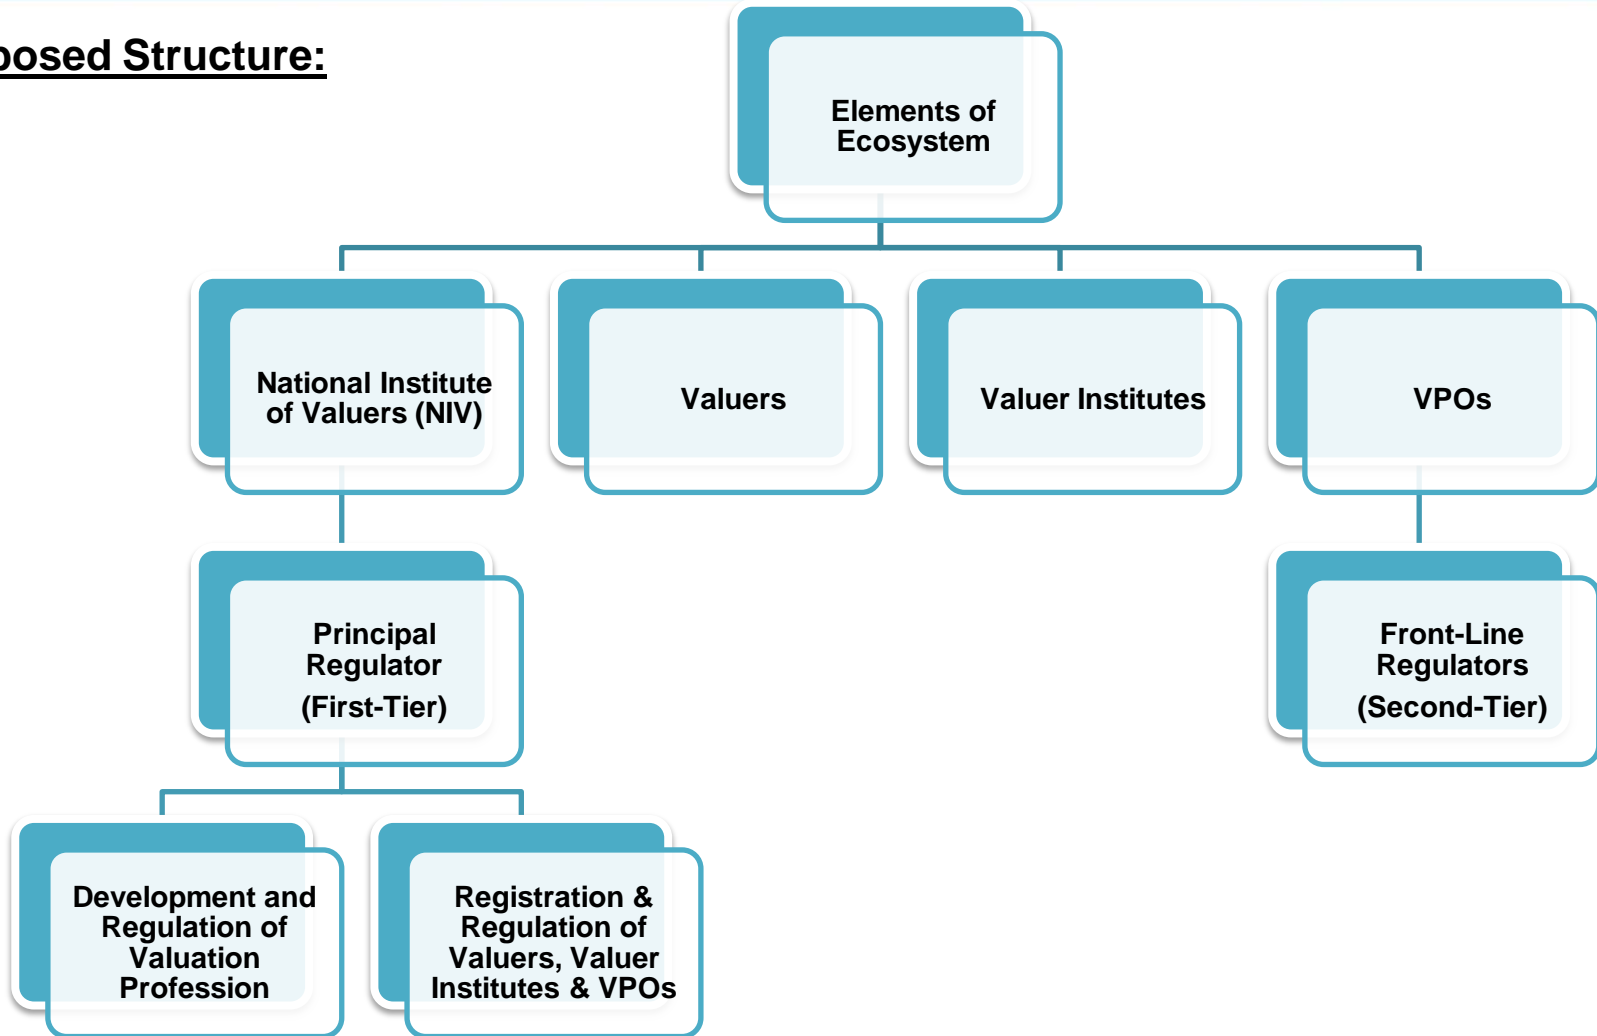 posed Structure:
Elements of
Ecosystem
National Institute
of Valuers (NIV)
Valuers
Valuer Institutes
VPOs
Principal
Regulator
(First-Tier)
Front-Line
Regulators
(Second-Tier)
Development and
Regulation of
Valuation
Profession
Registration &
Regulation of
Valuers, Valuer
Institutes & VPOs